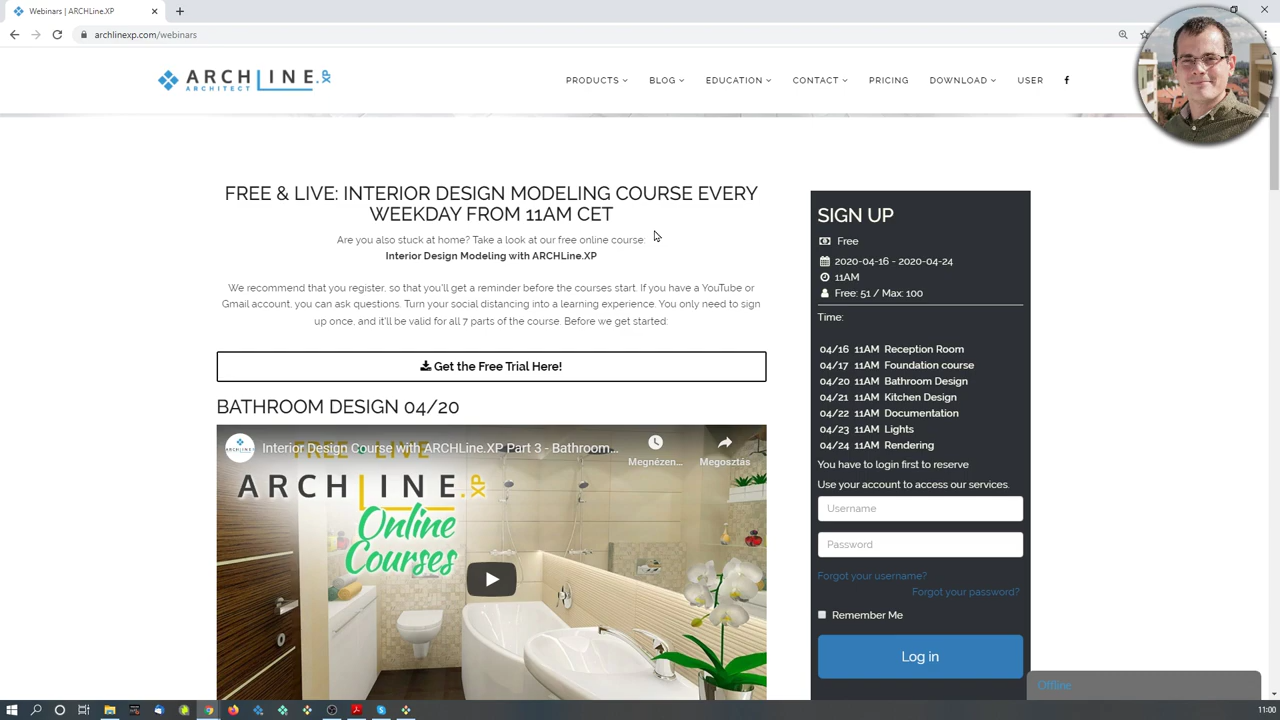 Webinars | ARCHLine.XP
archlinexp.com/webinars
ARCHLINE.XP
ARCHITECT
PRODUCTS
BLOG
EDUCATION
CONTACT
PRICING
DOWNLOAD
USER
FREE & LIVE: INTERIOR DESIGN MODELING COURSE EVERY
WEEKDAY FROM 11AM CET
Are you also stuck at home? Take a look at our free online course:
Interior Design Modeling with ARCHLine.XP
We recommend that you register, so that you'll get a reminder before the courses start. If you have a YouTube or
Gmail account, you can ask questions. Turn your social distancing into a learning experience. You only need to sign
up once, and it'll be valid for all 7 parts of the course. Before we get started:
Get the Free Trial Here!
BATHROOM DESIGN 04/20
Interior Design Course with ARCHLine.XP Part 3 - Bathroom...
Megnézen...
Megosztás
FREE
ARCHLINE.XP
Online
Courses
SIGN UP
Free
2020-04-16 - 2020-04-24
11AM
Free: 51 / Max: 100
Time:
04/16 11AM Reception Room
04/17 11AM Foundation course
04/20 11AM Bathroom Design
04/21 11AM Kitchen Design
04/22 11AM Documentation
04/23 11AM Lights
04/24 11AM Rendering
You have to login first to reserve
Use your account to access our services.
Username
Password
Forgot your username?
Forgot your password?
Remember Me
Log in
Offline
11:00